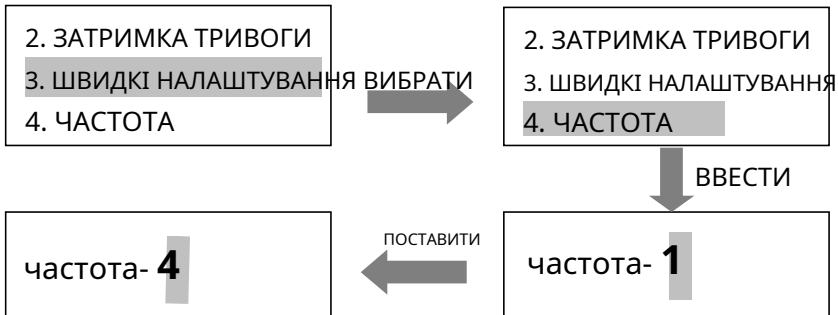 2. ЗАТРИМКА ТРИВОГИ
3. ШВИДКІ НАЛАШТУВАННЯ ВИБРАТИ
4. ЧАСТОТА
2. ЗАТРИМКА ТРИВОГИ
3. ШВИДКІ НАЛАШТУВАННЯ
4. ЧАСТОТА
ВВЕСТИ
частота- 4
ПОСТАВИТИ
частота- 1